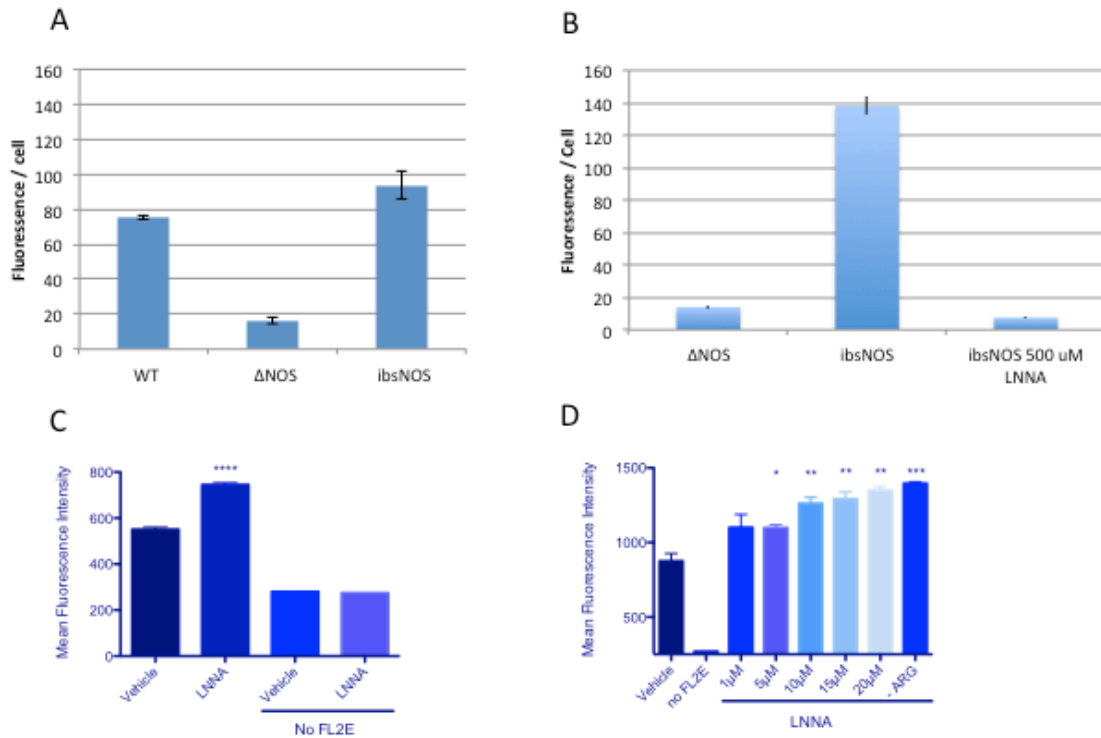 A
Fluoressence / cell
160
140
120
100
80
60
40
20
0
WT
ΔNOS
ibsNOS
B
Fluoressence / Cell
160
140
120
100
80
60
40
20
0
ΔNOS
ibsNOS
ibsNOS 500 uM
LNNA
C
Mean Fluorescence Intensity
800
600
400
200
0
****
Vehicle
LNNA
Vehicle
LNNA
No FL2E
D
Mean Fluorescence Intensity
1500
1000
500
*
**
**
**
***
Vehicle
no FL2E
1µM
5µM
10µM
15µM
20µM
- ARG
LNNA